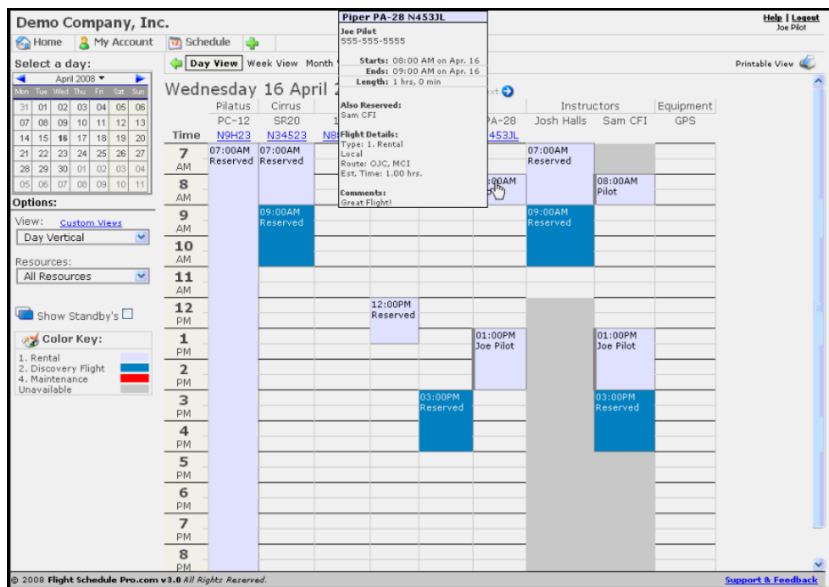 Demo Company, Inc.
Help | Logout
Joe Pilot
Home My Account Schedule
Select a day:
April 2008
Mon Tue Wed Thu Fri Sat Sun
31 01 02 03 04 05 06
07 08 09 10 11 12 13
14 15 16 17 18 19 20
21 22 23 24 25 26 27
28 29 30 01 02 03 04
05 06 07 08 09 10 11
Options:
View: Custom Views
Day Vertical
Resources:
All Resources
Show Standby's
Color Key:
1. Rental
2. Discovery Flight
4. Maintenance
Unavailable
Day View Week View Month
Printable View
Wednesday 16 April
Pilatus Cirrus Instructors Equipment
PC-12 SR20 PA-28 Josh Halls Sam CFI GPS
Time N9H23 N34523 453JL
Piper PA-28 N453JL
Joe Pilot
555-555-5555
Starts: 08:00 AM on Apr. 16
Ends: 09:00 AM on Apr. 16
Length: 1 hrs, 0 min
Also Reserved:
Sam CFI
Flight Details:
Type: 1. Rental
Local
Route: OJC, MCI
Est. Time: 1.00 hrs.
Comments:
Great Flight!
7 07:00AM 07:00AM 07:00AM
AM Reserved Reserved Reserved
8 :00AM 08:00AM
AM Pilot
9 09:00AM 09:00AM
AM Reserved Reserved
10
AM
11
AM
12 12:00PM
PM Reserved
1 01:00PM 01:00PM
PM Joe Pilot Joe Pilot
2
PM
3 03:00PM 03:00PM
PM Reserved Reserved
4
PM
5
PM
6
PM
7
PM
8
PM
© 2008 Flight Schedule Pro.com v3.0 All Rights Reserved.
Support & Feedback